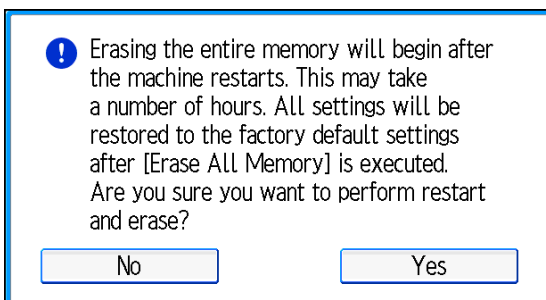 Erasing the entire memory will begin after
the machine restarts. This may take
a number of hours. All settings will be
restored to the factory default settings
after [Erase All Memory] is executed.
Are you sure you want to perform restart
and erase?
No Yes